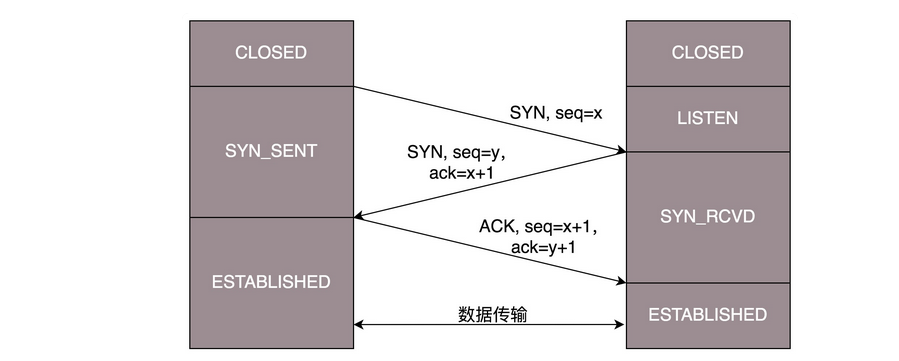 CLOSED
CLOSED
SYN, seq=x
LISTEN
SYN_SENT
SYN, seq=y,
ack=x+1
SYN_RCVD
ACK, seq=x+1,
ack=y+1
ESTABLISHED
数据传输
ESTABLISHED